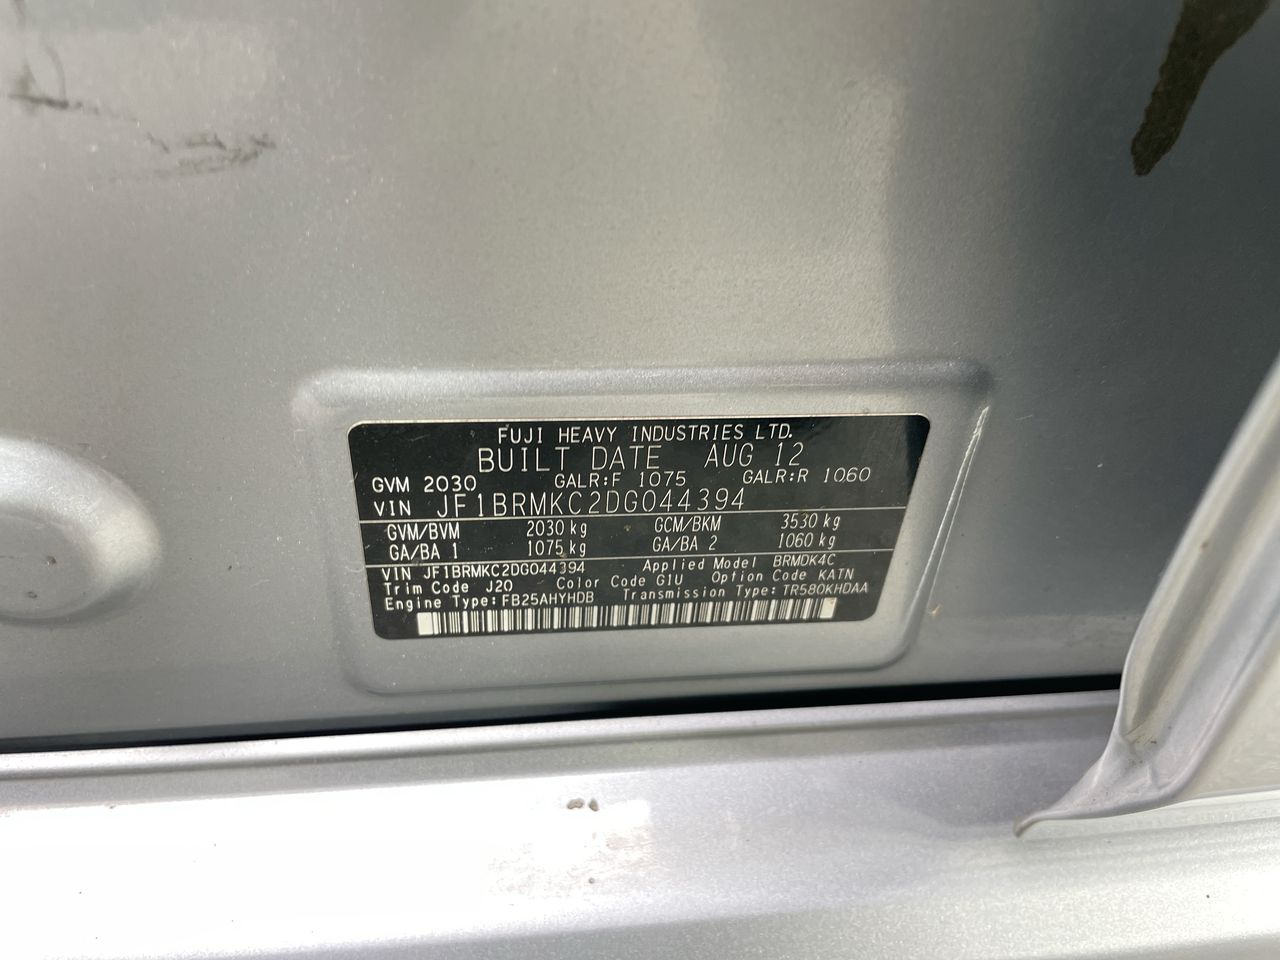 FUJI HEAVY INDUSTRIES LTD.
BUILT DATE AUG 12
GVM 2030 GALR:F 1075 GALR:R 1060
VIN JF1BRMKC2DG044394
GVM/BVM 2030 kg GCM/BKM 3530 kg
GA/BA 1 1075 kg GA/BA 2 1060 kg
VIN JF1BRMKC2DG044394 Applied Model BRMDK4C
Trim Code J20 Color Code G1U Option Code KATN
Engine Type:FB25AHYHDB Transmission Type:TR580KHDAA